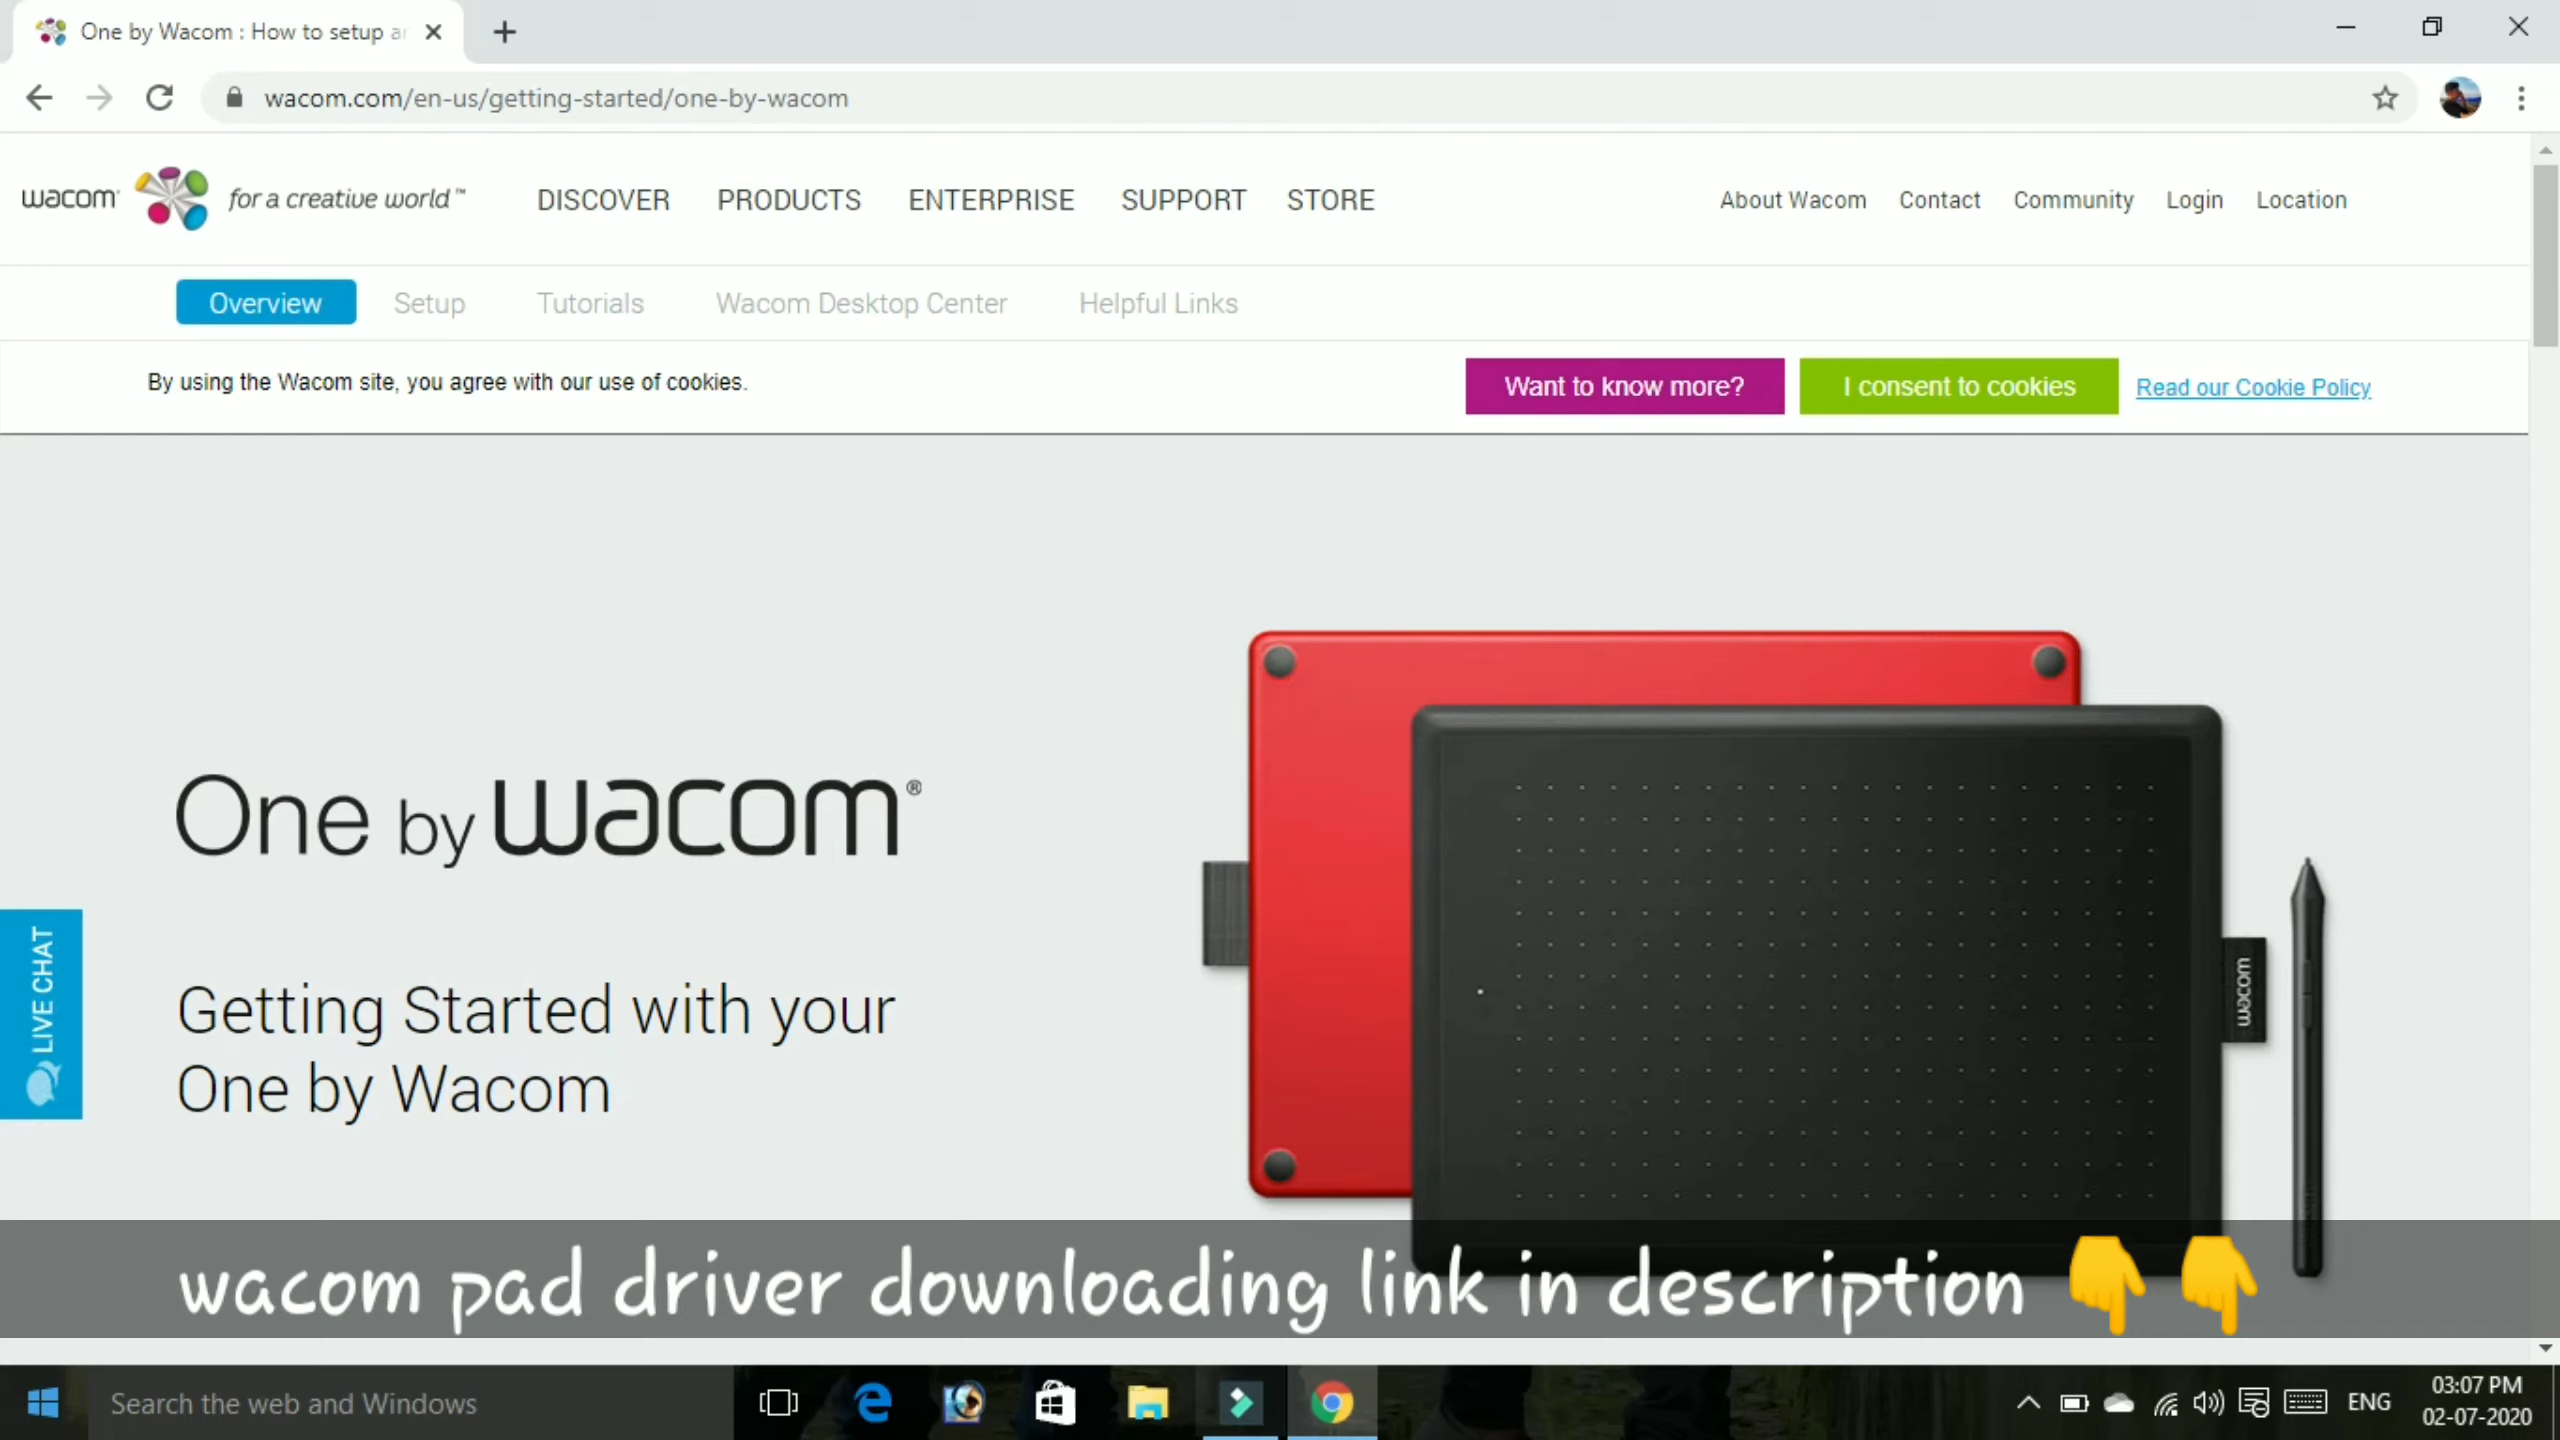 One by Wacom : How to setup ar
wacom.com/en-us/getting-started/one-by-wacom
wacom for a creative world™ DISCOVER PRODUCTS ENTERPRISE SUPPORT STORE About Wacom Contact Community Login Location
Overview Setup Tutorials Wacom Desktop Center Helpful Links
By using the Wacom site, you agree with our use of cookies. Want to know more? I consent to cookies Read our Cookie Policy
One by wacom®
Getting Started with your
One by Wacom
LIVE CHAT
wacom
wacom pad driver downloading link in description 👇👇
Search the web and Windows
ENG
03:07 PM
02-07-2020